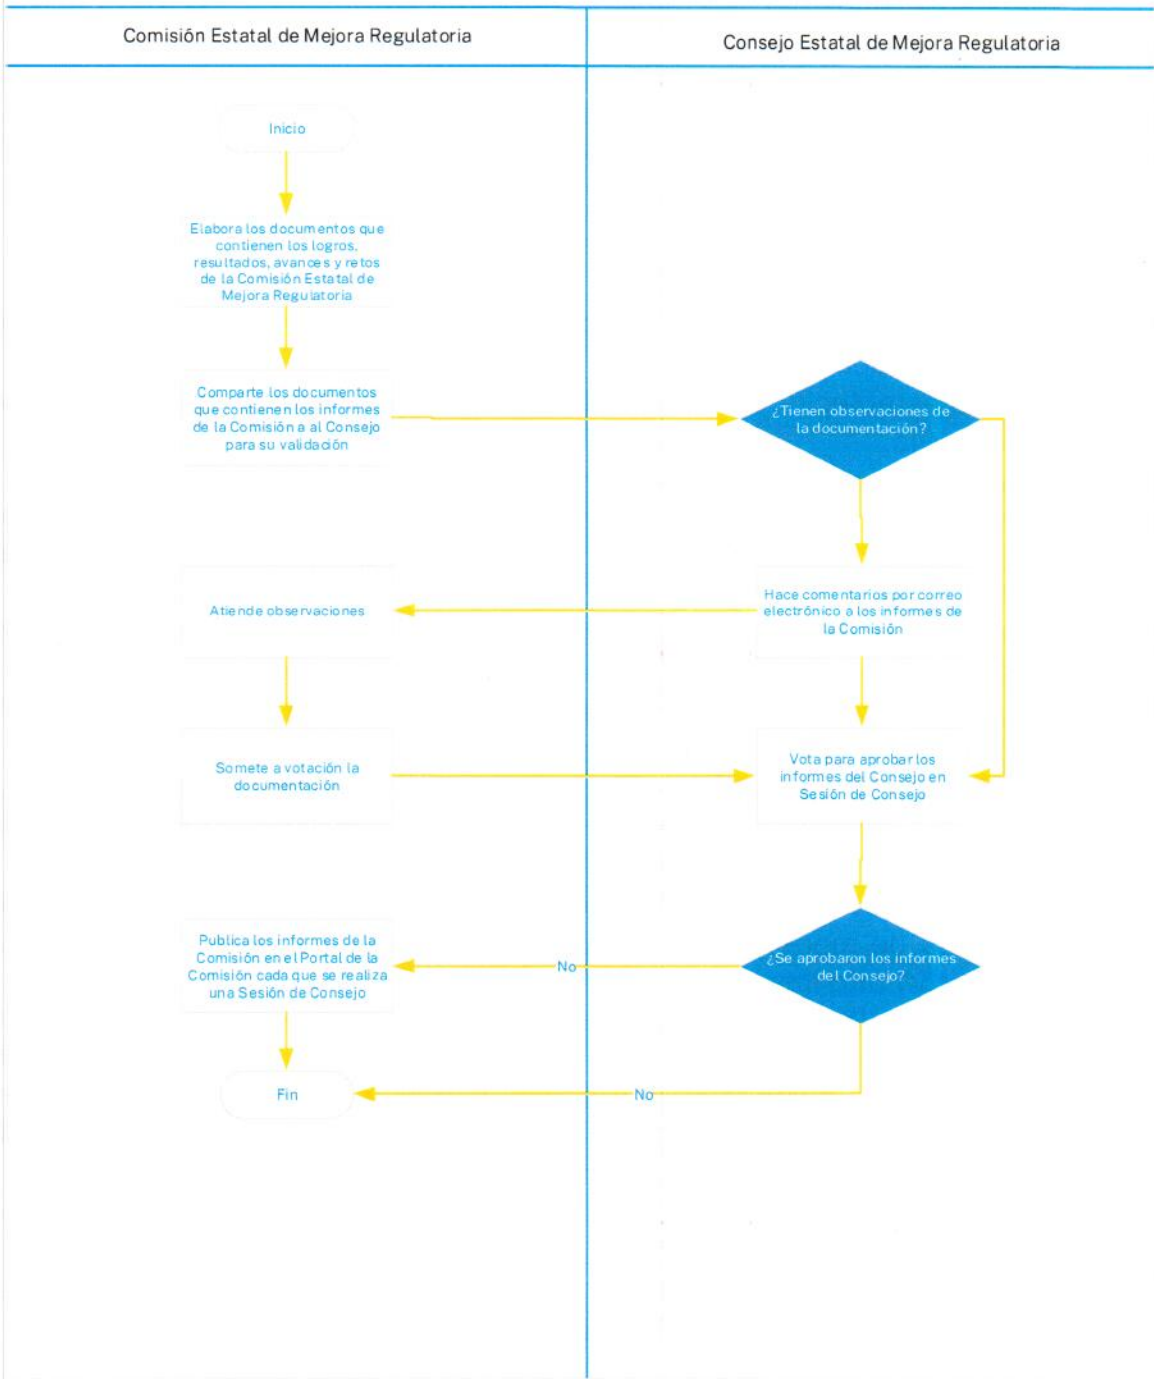 Comisión Estatal de Mejora Regulatoria
Consejo Estatal de Mejora Regulatoria
Inicio
Elabora los documentos que
contienen los logros,
resultados, avances y retos
de la Comisión Estatal de
Mejora Regulatoria
Comparte los documentos
que contienen los informes
de la Comisión a al Consejo
para su validación
¿Tienen observaciones de
la documentación?
Hace comentarios por correo
electrónico a los informes de
la Comisión
Atiende observaciones
Somete a votación la
documentación
Vota para aprobar los
informes del Consejo en
Sesión de Consejo
¿Se aprobaron los informes
del Consejo?
No
Publica los informes de la
Comisión en el Portal de la
Comisión cada que se realiza
una Sesión de Consejo
No
Fin